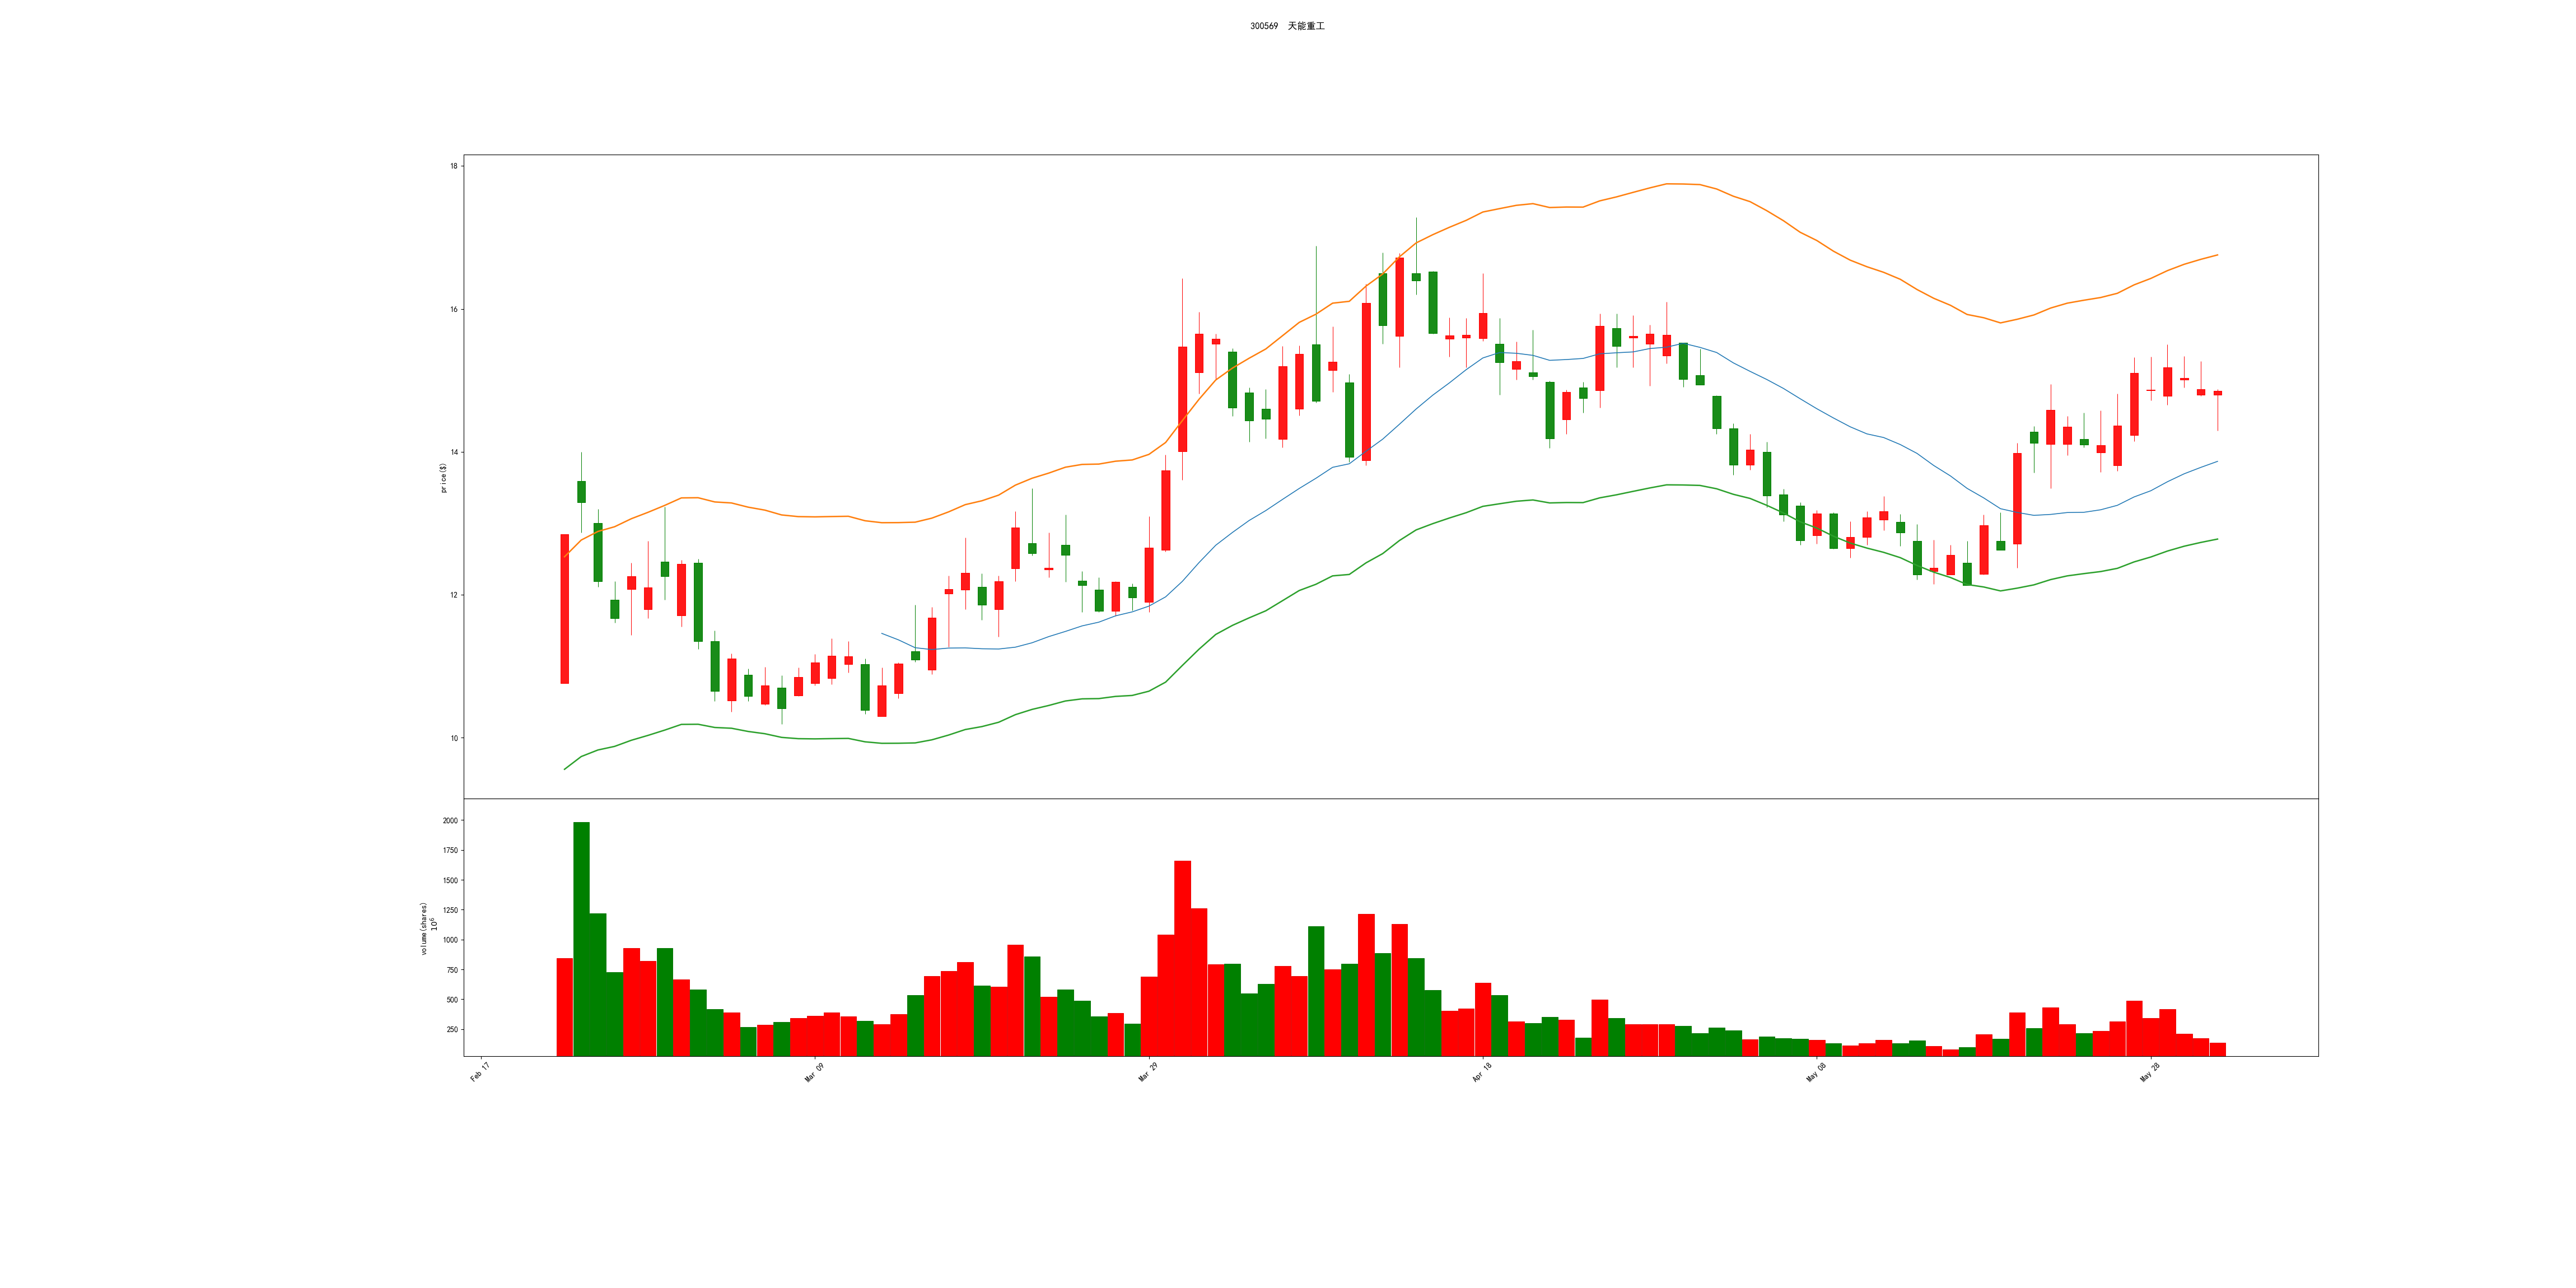 300569 天能重工
18
16
14
12
10
price($)
2000
1750
1500
1250
1000
750
500
250
volume(shares)
10⁶
Feb 17
Mar 09
Mar 29
Apr 18
May 08
May 28